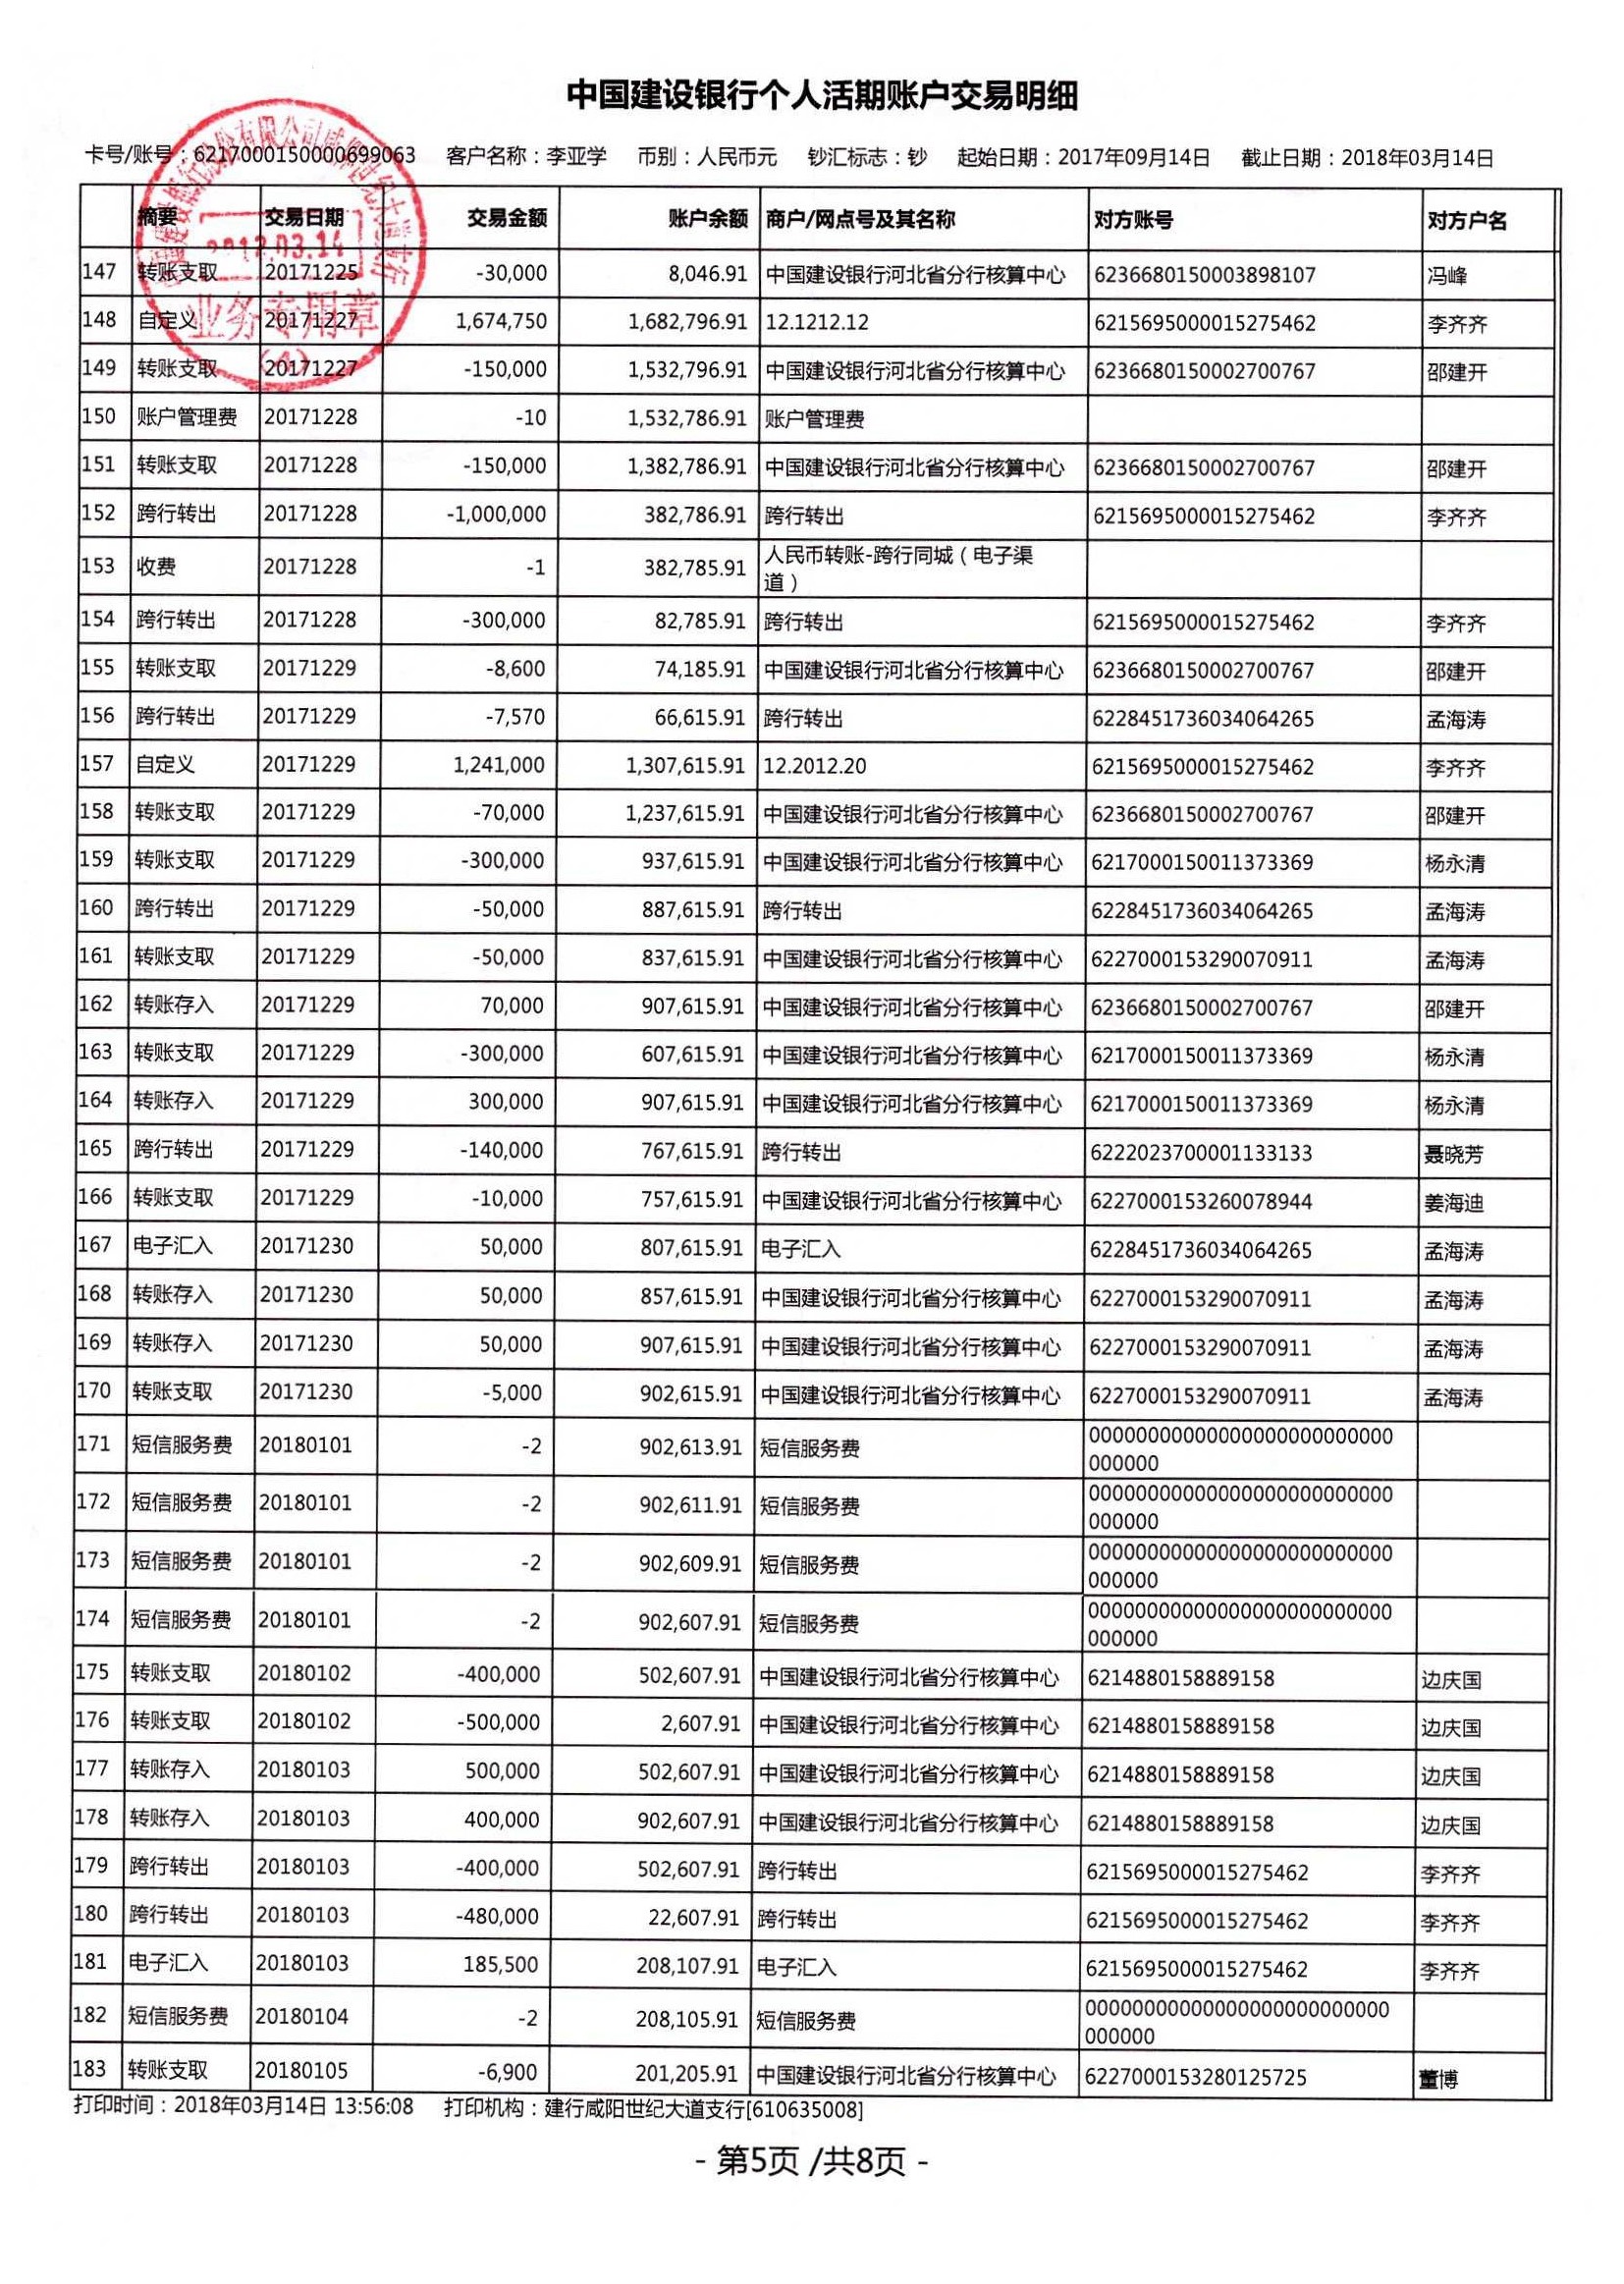 中国建设银行个人活期账户交易明细
卡号/账号：6217000150000699063 客户名称：李亚学 币别：人民币元 钞汇标志：钞 起始日期：2017年09月14日 截止日期：2018年03月14日
摘要 交易日期 交易金额 账户余额 商户/网点号及其名称 对方账号 对方户名
147 转账支取 20171225 -30,000 8,046.91 中国建设银行河北省分行核算中心 6236680150003898107 冯峰
148 自定义 20171227 1,674,750 1,682,796.91 12.1212.12 6215695000015275462 李齐齐
149 转账支取 20171227 -150,000 1,532,796.91 中国建设银行河北省分行核算中心 6236680150002700767 邵建开
150 账户管理费 20171228 -10 1,532,786.91 账户管理费
151 转账支取 20171228 -150,000 1,382,786.91 中国建设银行河北省分行核算中心 6236680150002700767 邵建开
152 跨行转出 20171228 -1,000,000 382,786.91 跨行转出 6215695000015275462 李齐齐
153 收费 20171228 -1 382,785.91 人民币转账-跨行同城（电子渠
道）
154 跨行转出 20171228 -300,000 82,785.91 跨行转出 6215695000015275462 李齐齐
155 转账支取 20171229 -8,600 74,185.91 中国建设银行河北省分行核算中心 6236680150002700767 邵建开
156 跨行转出 20171229 -7,570 66,615.91 跨行转出 6228451736034064265 孟海涛
157 自定义 20171229 1,241,000 1,307,615.91 12.2012.20 6215695000015275462 李齐齐
158 转账支取 20171229 -70,000 1,237,615.91 中国建设银行河北省分行核算中心 6236680150002700767 邵建开
159 转账支取 20171229 -300,000 937,615.91 中国建设银行河北省分行核算中心 6217000150011373369 杨永清
160 跨行转出 20171229 -50,000 887,615.91 跨行转出 6228451736034064265 孟海涛
161 转账支取 20171229 -50,000 837,615.91 中国建设银行河北省分行核算中心 6227000153290070911 孟海涛
162 转账存入 20171229 70,000 907,615.91 中国建设银行河北省分行核算中心 6236680150002700767 邵建开
163 转账支取 20171229 -300,000 607,615.91 中国建设银行河北省分行核算中心 6217000150011373369 杨永清
164 转账存入 20171229 300,000 907,615.91 中国建设银行河北省分行核算中心 6217000150011373369 杨永清
165 跨行转出 20171229 -140,000 767,615.91 跨行转出 6222023700001133133 聂晓芳
166 转账支取 20171229 -10,000 757,615.91 中国建设银行河北省分行核算中心 6227000153260078944 姜海迪
167 电子汇入 20171230 50,000 807,615.91 电子汇入 6228451736034064265 孟海涛
168 转账存入 20171230 50,000 857,615.91 中国建设银行河北省分行核算中心 6227000153290070911 孟海涛
169 转账存入 20171230 50,000 907,615.91 中国建设银行河北省分行核算中心 6227000153290070911 孟海涛
170 转账支取 20171230 -5,000 902,615.91 中国建设银行河北省分行核算中心 6227000153290070911 孟海涛
171 短信服务费 20180101 -2 902,613.91 短信服务费 00000000000000000000000000
000000
172 短信服务费 20180101 -2 902,611.91 短信服务费 00000000000000000000000000
000000
173 短信服务费 20180101 -2 902,609.91 短信服务费 00000000000000000000000000
000000
174 短信服务费 20180101 -2 902,607.91 短信服务费 00000000000000000000000000
000000
175 转账支取 20180102 -400,000 502,607.91 中国建设银行河北省分行核算中心 6214880158889158 边庆国
176 转账支取 20180102 -500,000 2,607.91 中国建设银行河北省分行核算中心 6214880158889158 边庆国
177 转账存入 20180103 500,000 502,607.91 中国建设银行河北省分行核算中心 6214880158889158 边庆国
178 转账存入 20180103 400,000 902,607.91 中国建设银行河北省分行核算中心 6214880158889158 边庆国
179 跨行转出 20180103 -400,000 502,607.91 跨行转出 6215695000015275462 李齐齐
180 跨行转出 20180103 -480,000 22,607.91 跨行转出 6215695000015275462 李齐齐
181 电子汇入 20180103 185,500 208,107.91 电子汇入 6215695000015275462 李齐齐
182 短信服务费 20180104 -2 208,105.91 短信服务费 00000000000000000000000000
000000
183 转账支取 20180105 -6,900 201,205.91 中国建设银行河北省分行核算中心 6227000153280125725 董博
打印时间：2018年03月14日 13:56:08 打印机构：建行咸阳世纪大道支行[610635008]
- 第5页 /共8页 -
业务专用章